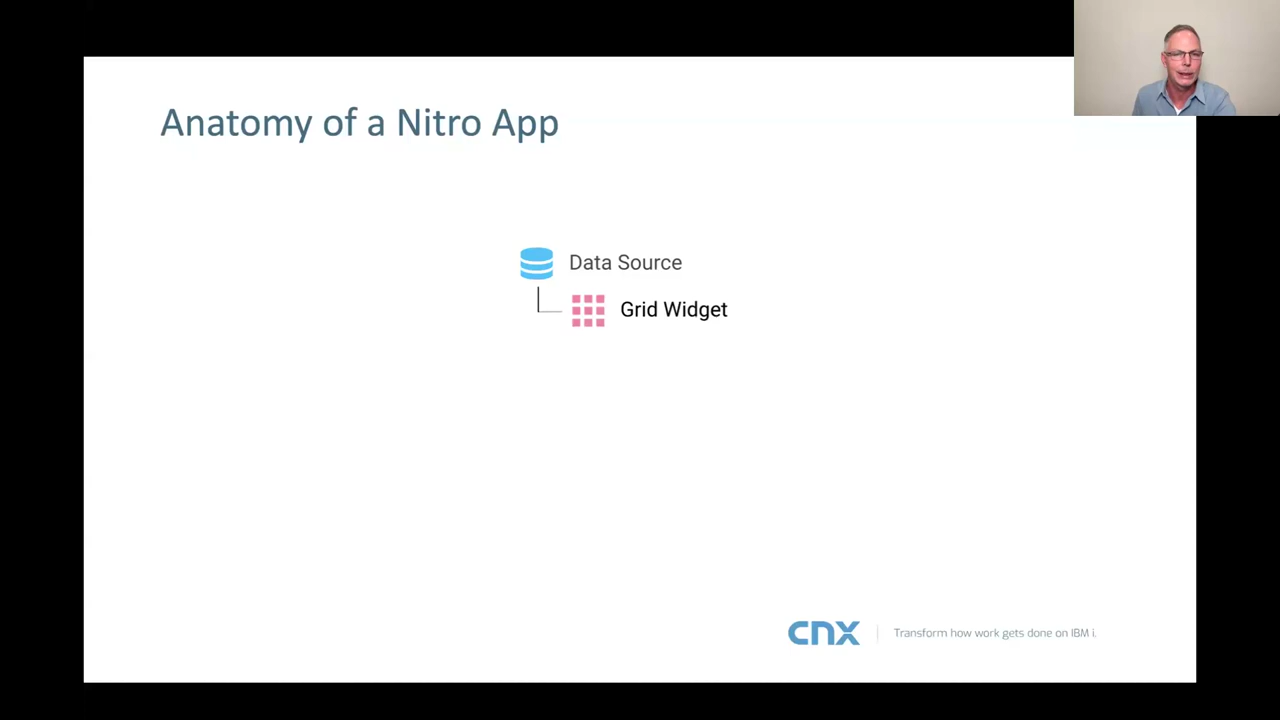 Anatomy of a Nitro App
Data Source
Grid Widget
cnx
Transform how work gets done on IBM i.